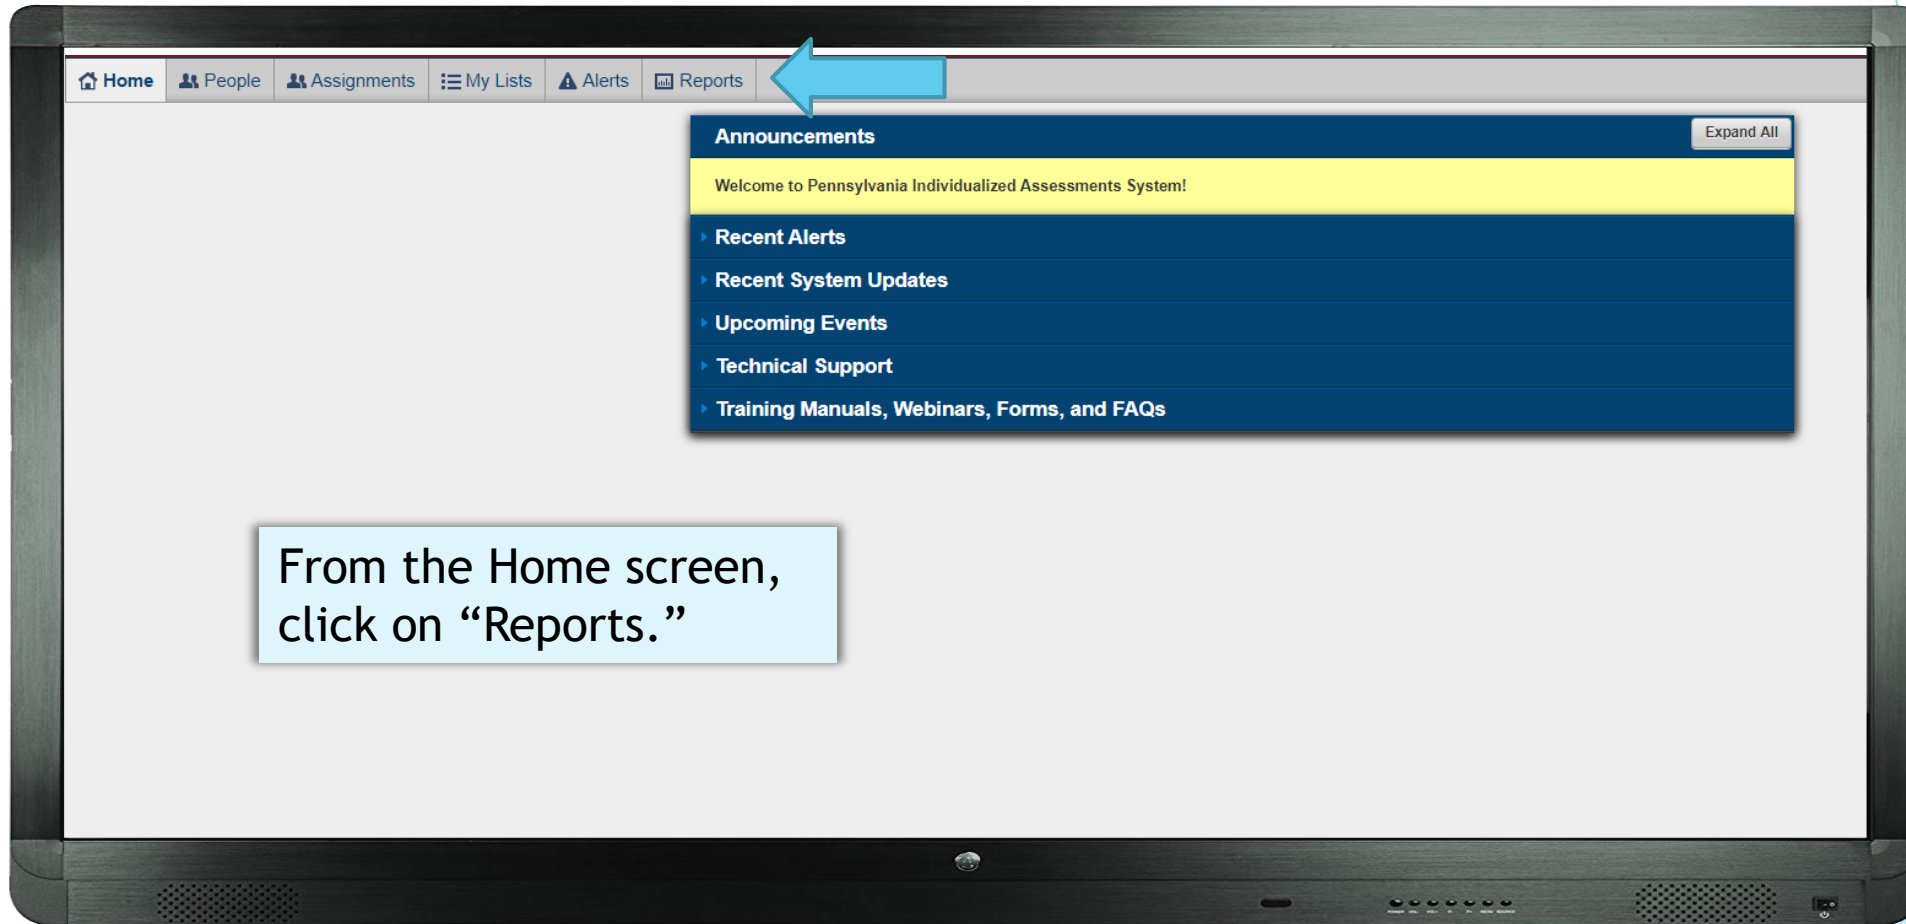 Home People Assignments My Lists Alerts Reports
Announcements Expand All
Welcome to Pennsylvania Individualized Assessments System!
Recent Alerts
Recent System Updates
Upcoming Events
Technical Support
Training Manuals, Webinars, Forms, and FAQs
From the Home screen,
click on “Reports.”